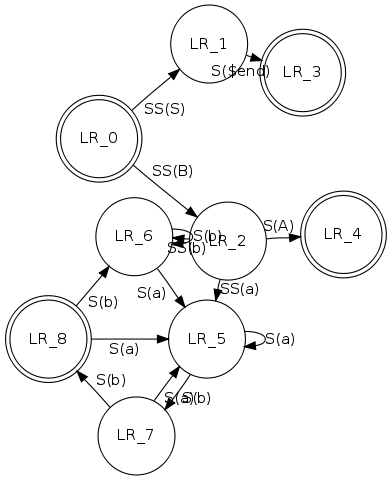 LR_1
S($end)
LR_3
SS(S)
LR_0
SS(B)
LR_6
S(b)
SS(b)
LR_2
S(A)
LR_4
S(a)
SS(a)
S(b)
LR_8
S(a)
LR_5
S(a)
S(b)
S(a)
S(b)
LR_7